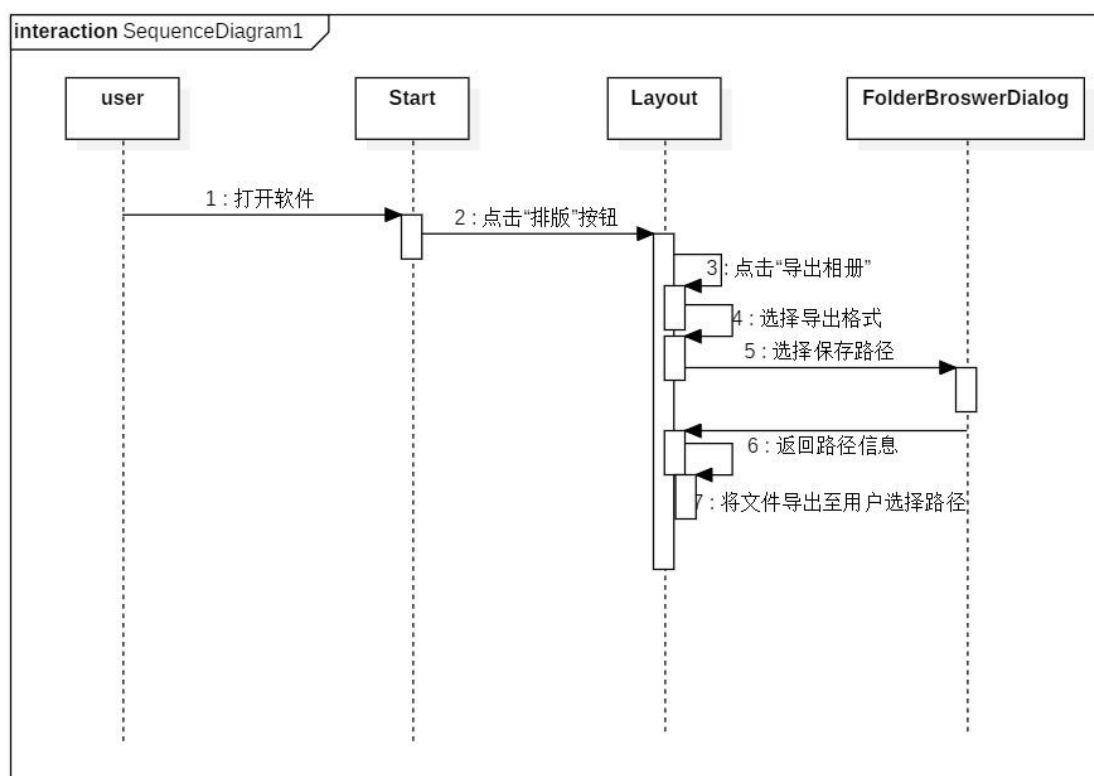 interaction SequenceDiagram1
user
Start
Layout
FolderBroswerDialog
1 : 打开软件
2 : 点击“排版”按钮
3 : 点击“导出相册”
4 : 选择导出格式
5 : 选择保存路径
6 : 返回路径信息
7 : 将文件导出至用户选择路径